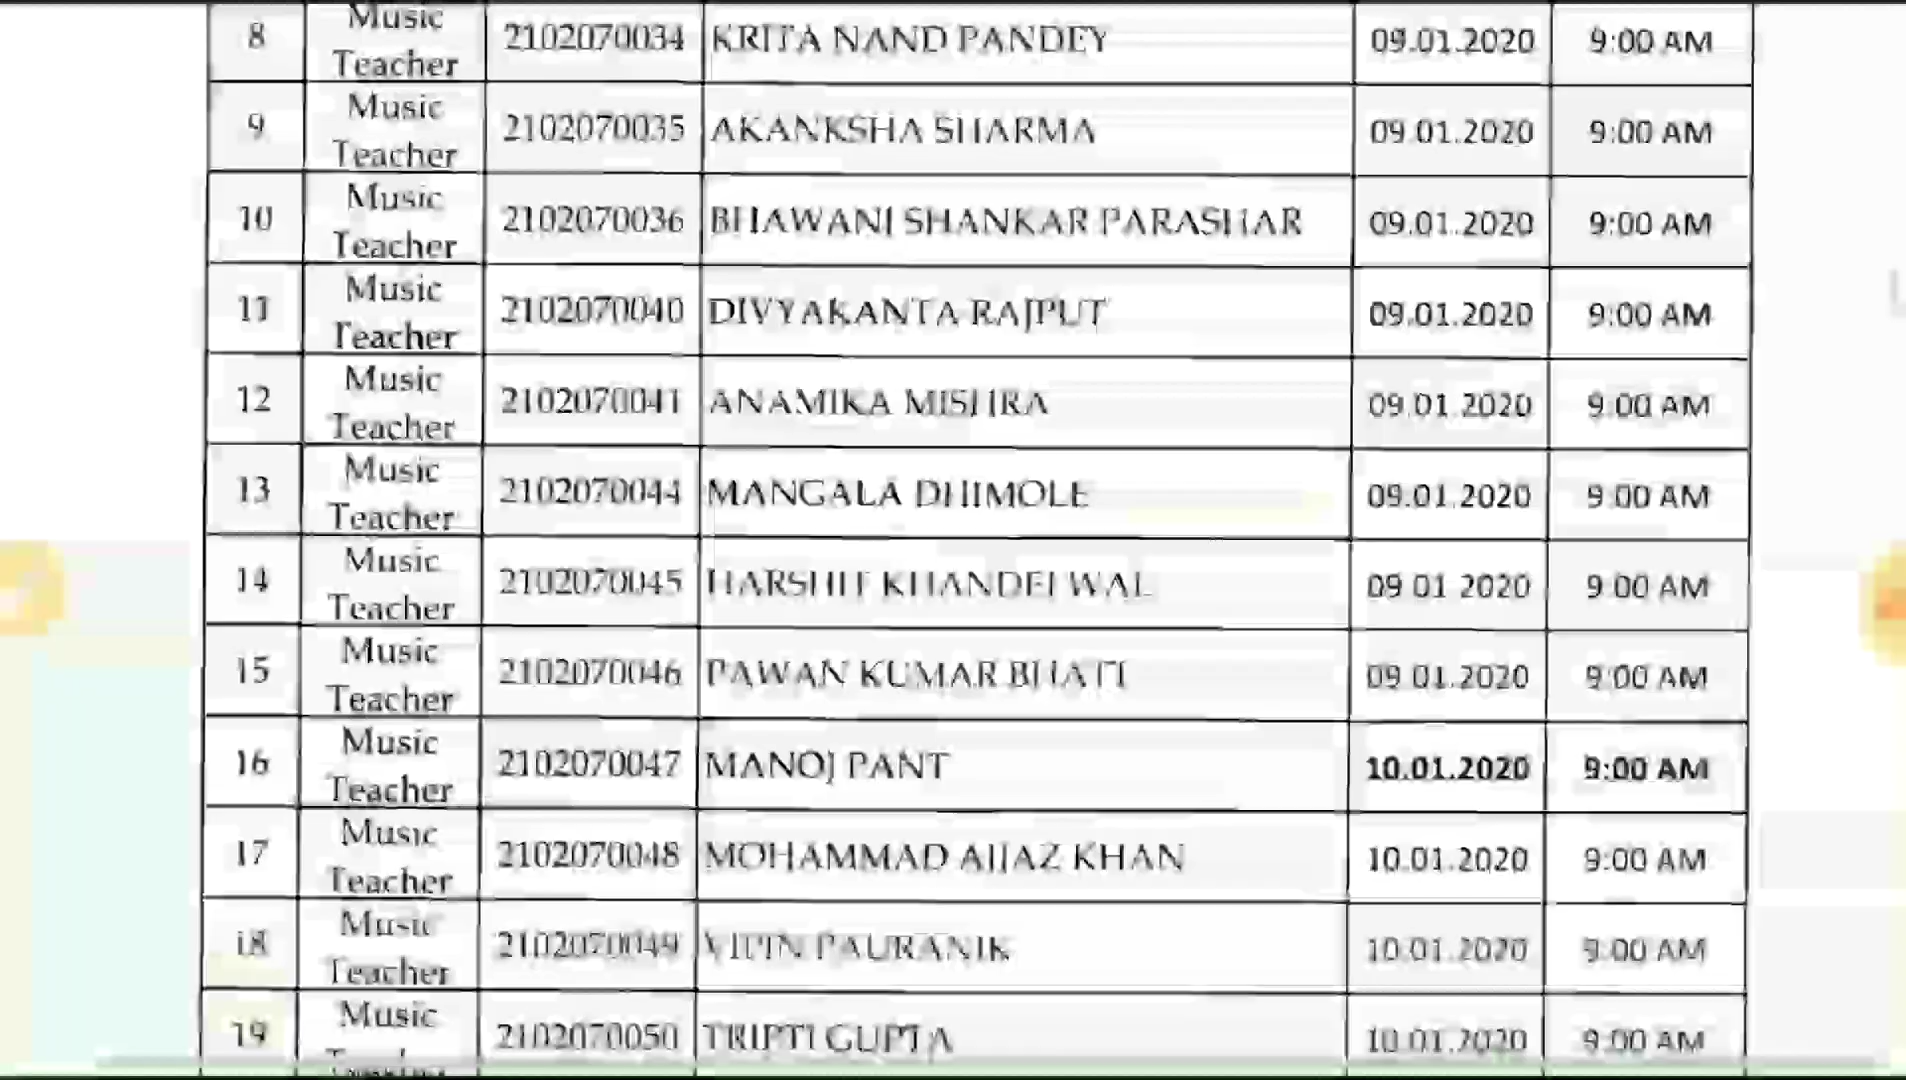 8 Music Teacher 2102070034 KRITA NAND PANDEY 09.01.2020 9:00 AM
9 Music Teacher 2102070035 AKANKSHA SHARMA 09.01.2020 9:00 AM
10 Music Teacher 2102070036 BHAWANI SHANKAR PARASHAR 09.01.2020 9:00 AM
11 Music Teacher 2102070040 DIVYAKANTA RAJPUT 09.01.2020 9:00 AM
12 Music Teacher 2102070041 ANAMIKA MISHRA 09.01.2020 9:00 AM
13 Music Teacher 2102070044 MANGALA DHIMOLE 09.01.2020 9:00 AM
14 Music Teacher 2102070045 HARSHIT KHANDELWAL 09.01.2020 9:00 AM
15 Music Teacher 2102070046 PAWAN KUMAR BHATI 09.01.2020 9:00 AM
16 Music Teacher 2102070047 MANOJ PANT 10.01.2020 9:00 AM
17 Music Teacher 2102070048 MOHAMMAD AIJAZ KHAN 10.01.2020 9:00 AM
18 Music Teacher 2102070049 VIPIN PAURANIK 10.01.2020 9:00 AM
19 Music 2102070050 TRIPTI GUPTA 10.01.2020 9:00 AM